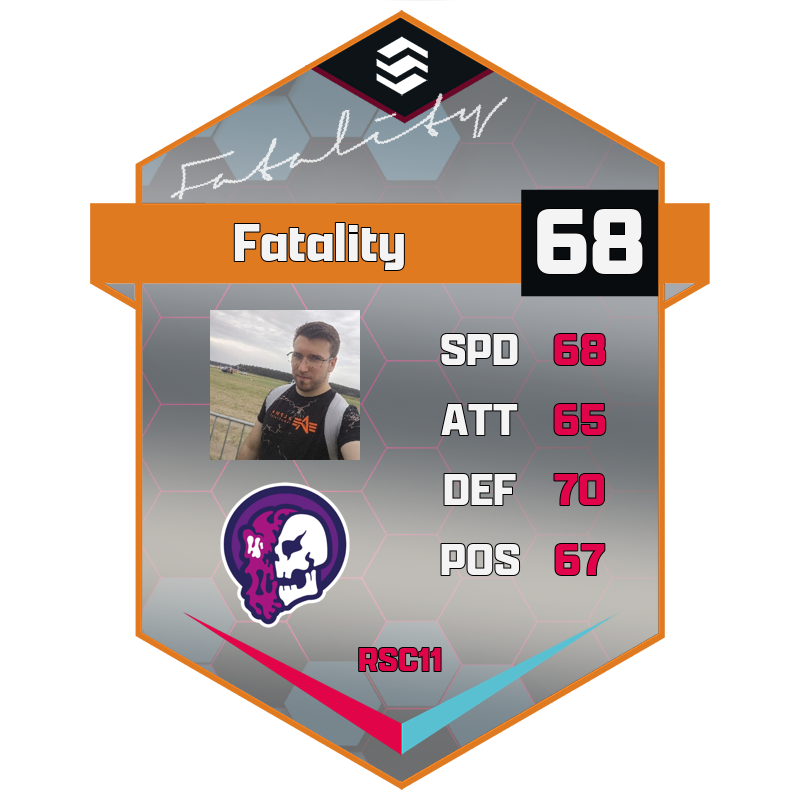 Fatality
Fatality
68
SPD 68
ATT 65
DEF 70
POS 67
RSC11